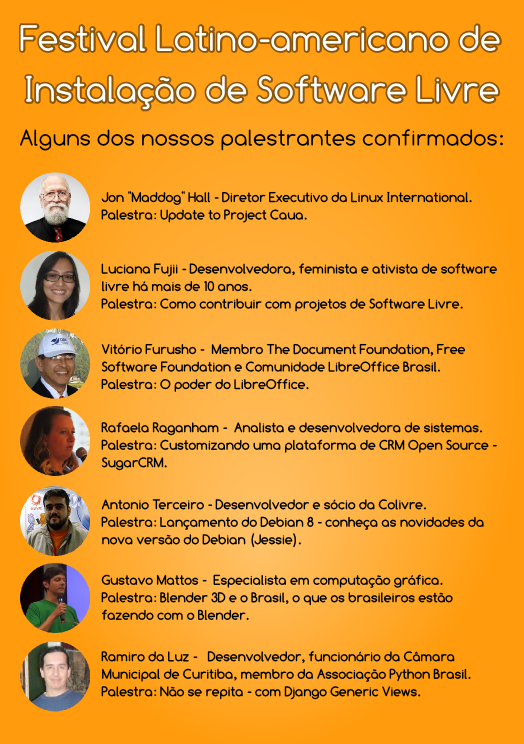 Festival Latino-americano de
Instalação de Software Livre
Alguns dos nossos palestrantes confirmados:
Jon "Maddog" Hall - Diretor Executivo da Linux International.
Palestra: Update to Project Caua.
Luciana Fujii - Desenvolvedora, feminista e ativista de software
livre há mais de 10 anos.
Palestra: Como contribuir com projetos de Software Livre.
Vitório Furusho - Membro The Document Foundation, Free
Software Foundation e Comunidade LibreOffice Brasil.
Palestra: O poder do LibreOffice.
Rafaela Raganham - Analista e desenvolvedora de sistemas.
Palestra: Customizando uma plataforma de CRM Open Source -
SugarCRM.
Antonio Terceiro - Desenvolvedor e sócio da Colivre.
Palestra: Lançamento do Debian 8 - conheça as novidades da
nova versão do Debian (Jessie).
Gustavo Mattos - Especialista em computação gráfica.
Palestra: Blender 3D e o Brasil, o que os brasileiros estão
fazendo com o Blender.
Ramiro da Luz - Desenvolvedor, funcionário da Câmara
Municipal de Curitiba, membro da Associação Python Brasil.
Palestra: Não se repita - com Django Generic Views.